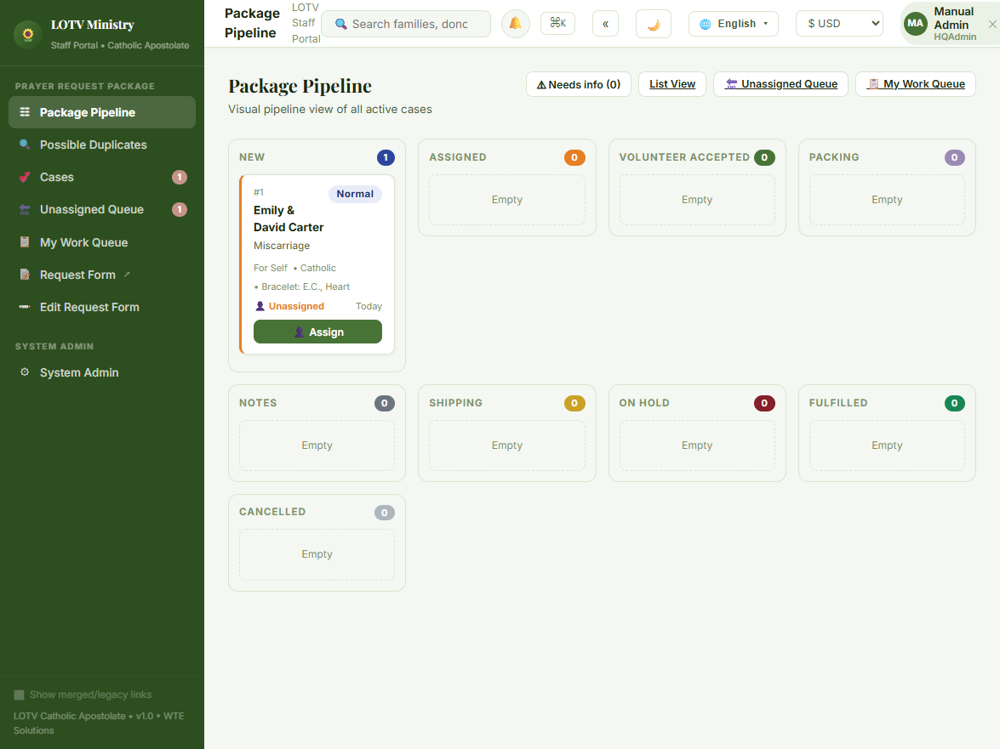 LOTV Ministry
Staff Portal • Catholic Apostolate
PRAYER REQUEST PACKAGE
Package Pipeline
Possible Duplicates
Cases 1
Unassigned Queue 1
My Work Queue
Request Form ↗
Edit Request Form
SYSTEM ADMIN
System Admin
Show merged/legacy links
LOTV Catholic Apostolate • v1.0 • WTE
Solutions
Package
Pipeline
LOTV
Staff
Portal
Search families, donc
⌘K
«
English
$ USD
MA
Manual
Admin
HQAdmin
×
Package Pipeline
Visual pipeline view of all active cases
⚠ Needs info (0)
List View
Unassigned Queue
My Work Queue
NEW 1
#1 Normal
Emily &
David Carter
Miscarriage
For Self • Catholic
• Bracelet: E.C., Heart
Unassigned Today
Assign
ASSIGNED 0
Empty
VOLUNTEER ACCEPTED 0
Empty
PACKING 0
Empty
NOTES 0
Empty
SHIPPING 0
Empty
ON HOLD 0
Empty
FULFILLED 0
Empty
CANCELLED 0
Empty